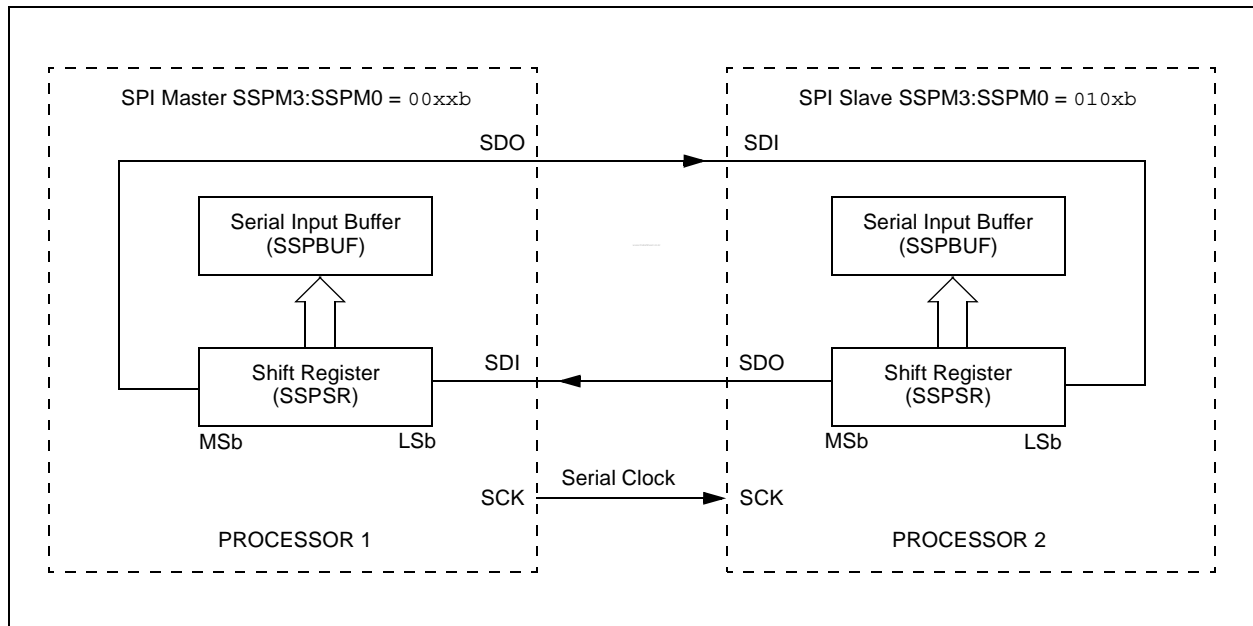 SPI Master SSPM3:SSPM0 = 00xxb
SDO
Serial Input Buffer
(SSPBUF)
Shift Register
(SSPSR)
MSb
LSb
SDI
SCK
PROCESSOR 1
Serial Clock
SPI Slave SSPM3:SSPM0 = 010xb
SDI
Serial Input Buffer
(SSPBUF)
SDO
Shift Register
(SSPSR)
MSb
LSb
SCK
PROCESSOR 2